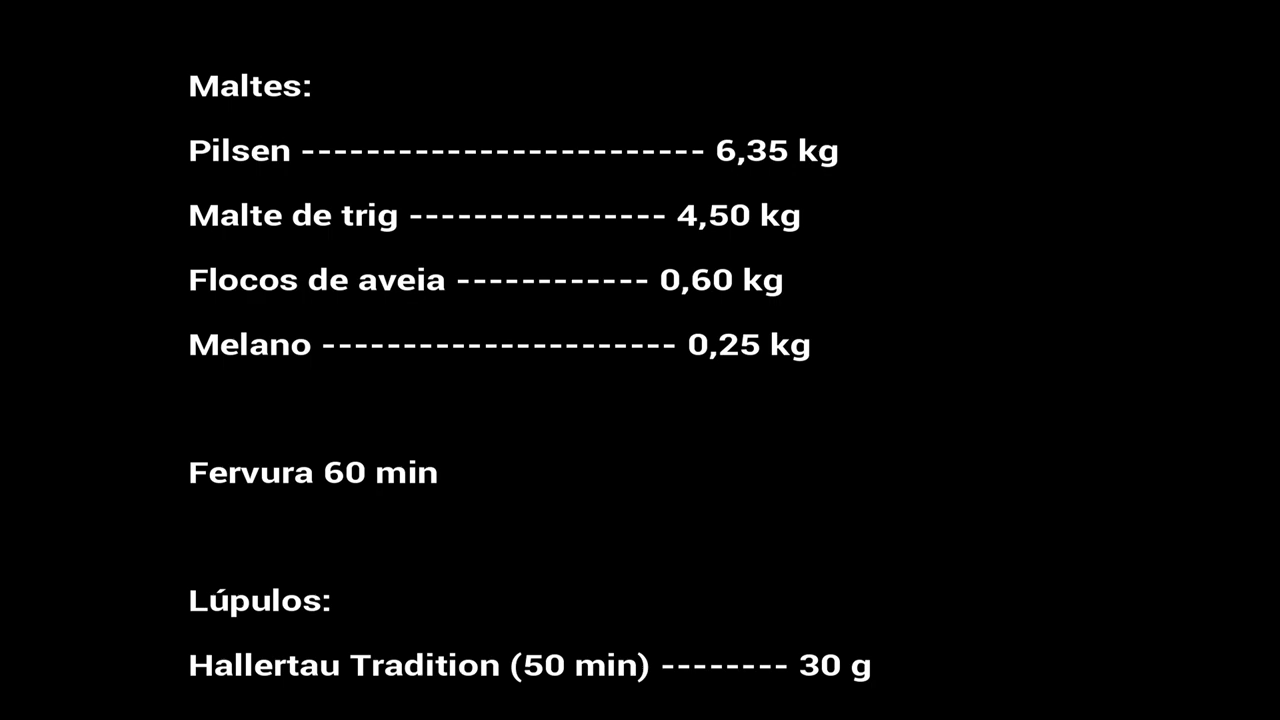 Maltes:
Pilsen ------------------------- 6,35 kg
Malte de trig ---------------- 4,50 kg
Flocos de aveia ------------ 0,60 kg
Melano ---------------------- 0,25 kg
Fervura 60 min
Lúpulos:
Hallertau Tradition (50 min) -------- 30 g